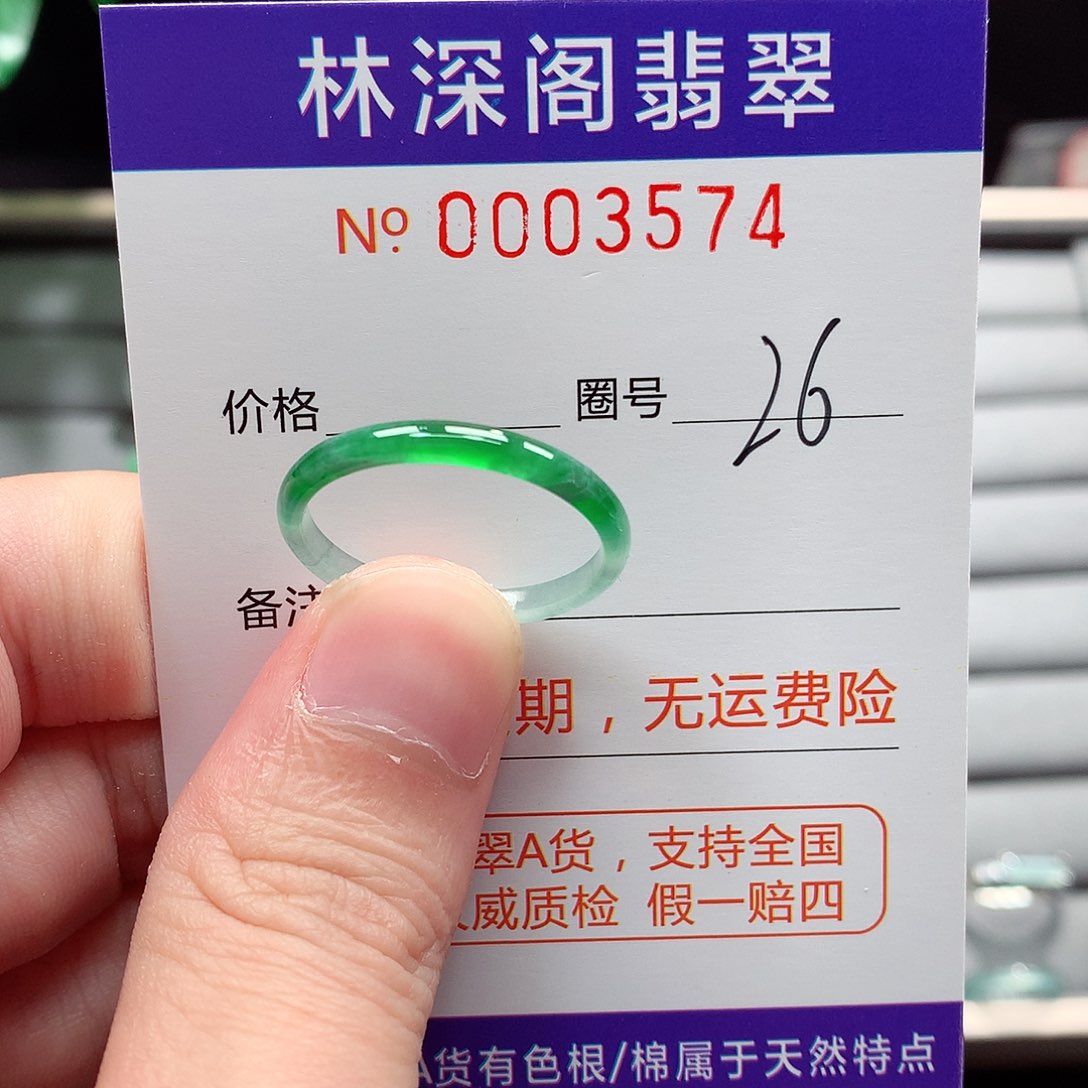 林深阁翡翠
Nº 0003574
价格 圈号 26
备注
期，无运费险
翠A货，支持全国
威质检 假一赔四
A货有色根/棉属于天然特点